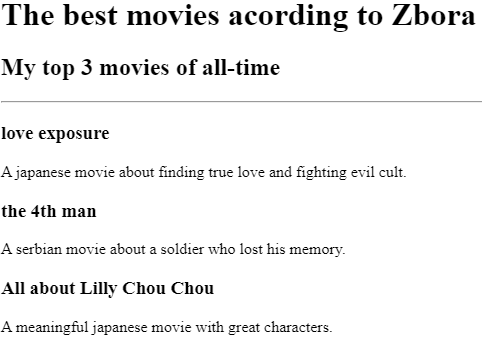 The best movies acording to Zbora
My top 3 movies of all-time
love exposure
A japanese movie about finding true love and fighting evil cult.
the 4th man
A serbian movie about a soldier who lost his memory.
All about Lilly Chou Chou
A meaningful japanese movie with great characters.